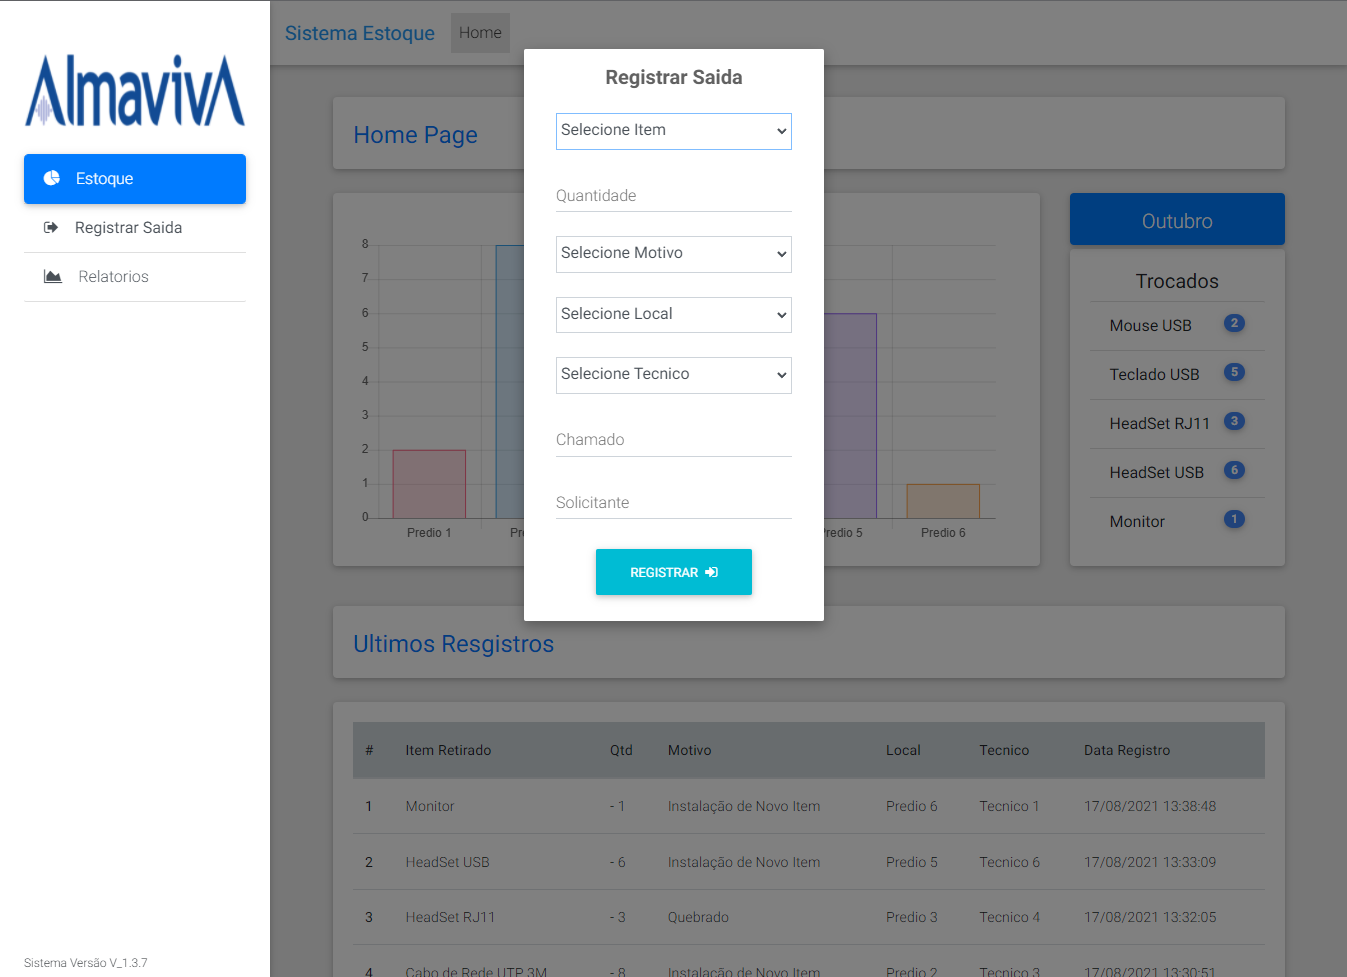 AlmavivA
Estoque
Registrar Saida
Relatorios
Sistema Versão V_1.3.7
Sistema Estoque
Home
Home Page
8
7
6
5
4
3
2
1
0
Predio 1
Pr
redio 5
Predio 6
Registrar Saida
Selecione Item
Quantidade
Selecione Motivo
Selecione Local
Selecione Tecnico
Chamado
Solicitante
REGISTRAR
Outubro
Trocados
Mouse USB 2
Teclado USB 5
HeadSet RJ11 3
HeadSet USB 6
Monitor 1
Ultimos Resgistros
# Item Retirado Qtd Motivo Local Tecnico Data Registro
1 Monitor - 1 Instalação de Novo Item Predio 6 Tecnico 1 17/08/2021 13:38:48
2 HeadSet USB - 6 Instalação de Novo Item Predio 5 Tecnico 6 17/08/2021 13:33:09
3 HeadSet RJ11 - 3 Quebrado Predio 3 Tecnico 4 17/08/2021 13:32:05
4 Cabo de Rede UTP 3M - 8 Instalação de Novo Item Predio 2 Tecnico 3 17/08/2021 13:30:51